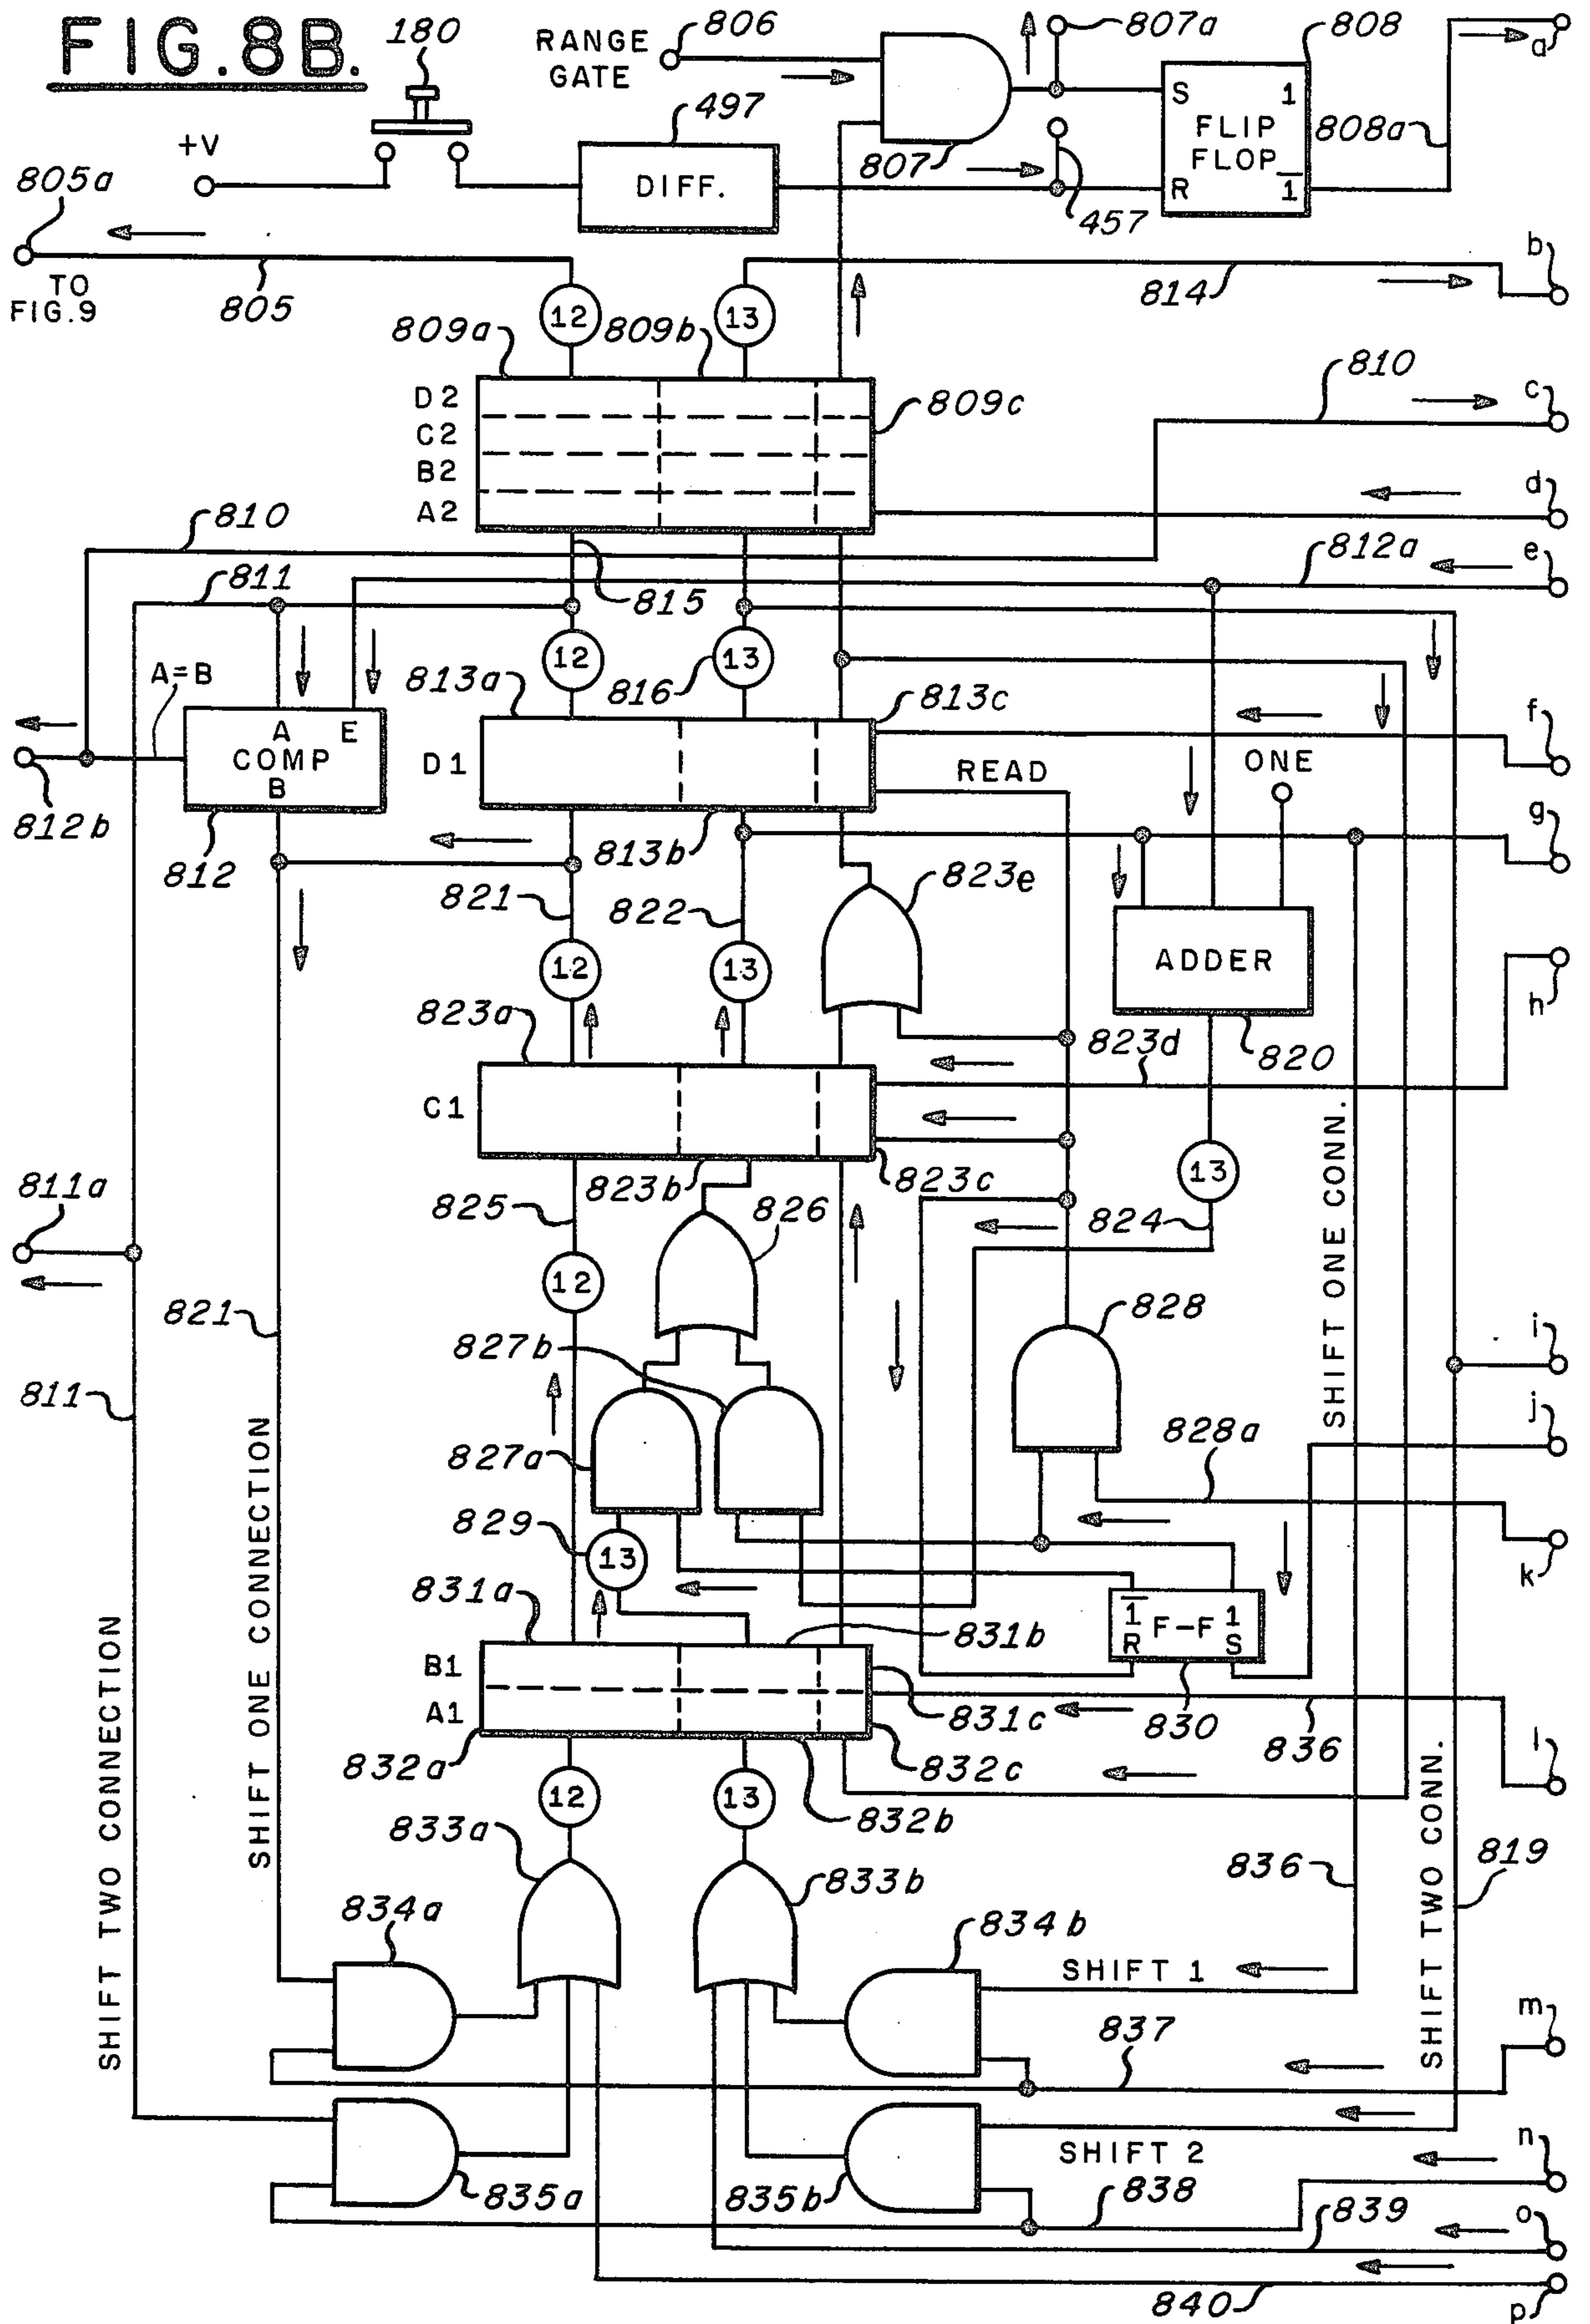 FIG.8B.
180
RANGE
GATE
806
807a
808
a
+V
497
S 1
FLIP
FLOP
R 1
808a
805a
DIFF.
807
457
b
TO
FIG.9
805
12
13
814
809a
809b
810
c
D2
C2
B2
A2
809c
d
810
812a
e
811
815
A=B
12
816
13
813a
813c
f
A E
COMP
B
D1
READ
ONE
812b
812
813b
g
821
822
823e
12
13
ADDER
h
823a
823d
820
C1
823b
823c
13
811a
825
826
824
SHIFT ONE CONN.
12
821
828
827b
i
811
j
827a
828a
SHIFT ONE CONNECTION
829
13
k
831a
1 F-F 1
R S
B1
A1
831b
SHIFT TWO CONNECTION
831c
830
836
l
832a
832c
12
13
832b
833a
833b
836
SHIFT TWO CONN.
819
834a
834b
SHIFT 1
m
837
SHIFT 2
n
835a
835b
838
839
o
840
p